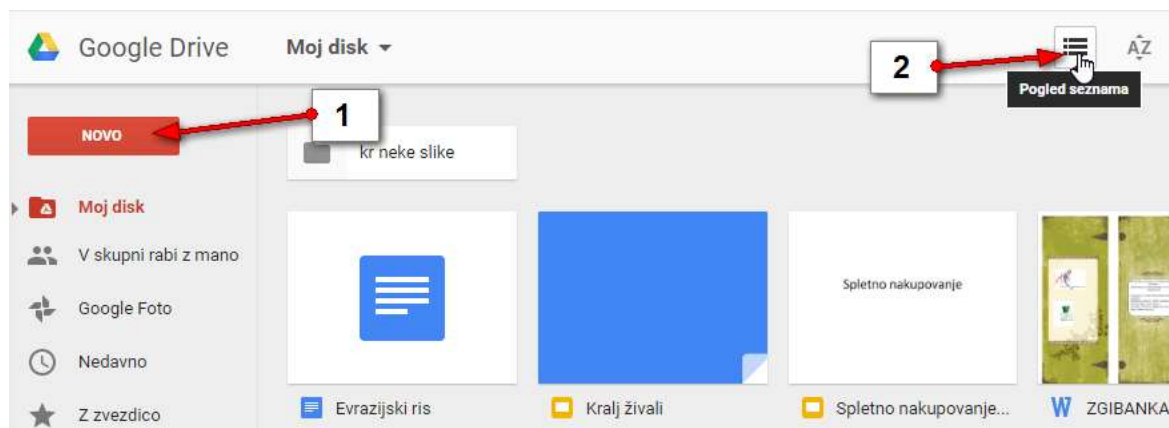 Google Drive
Moj disk
2
AZ
Pogled seznama
1
NOVO
kr neke slike
Moj disk
V skupni rabi z mano
Google Foto
Nedavno
Z zvezdico
Spletno nakupovanje
Evrazijski ris
Kralj živali
Spletno nakupovanje...
W ZGIBANKA